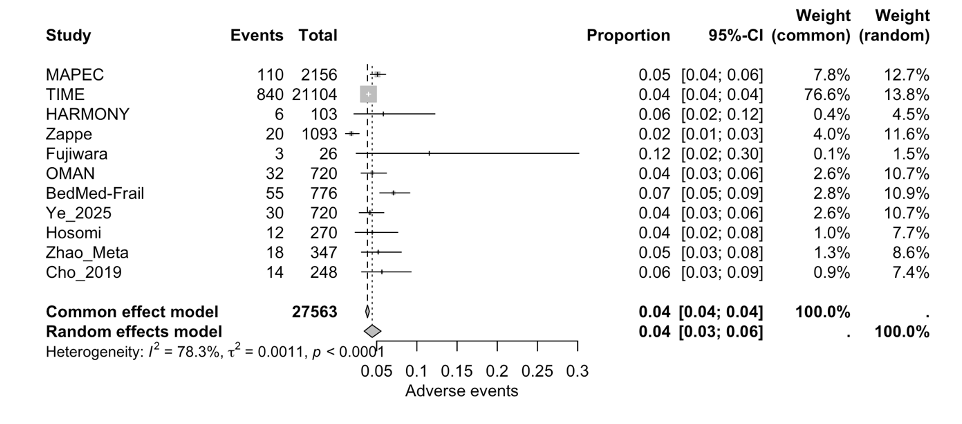 Weight Weight
Study Events Total Proportion 95%-CI (common) (random)
MAPEC 110 2156 0.05 [0.04; 0.06] 7.8% 12.7%
TIME 840 21104 0.04 [0.04; 0.04] 76.6% 13.8%
HARMONY 6 103 0.06 [0.02; 0.12] 0.4% 4.5%
Zappe 20 1093 0.02 [0.01; 0.03] 4.0% 11.6%
Fujiwara 3 26 0.12 [0.02; 0.30] 0.1% 1.5%
OMAN 32 720 0.04 [0.03; 0.06] 2.6% 10.7%
BedMed-Frail 55 776 0.07 [0.05; 0.09] 2.8% 10.9%
Ye_2025 30 720 0.04 [0.03; 0.06] 2.6% 10.7%
Hosomi 12 270 0.04 [0.02; 0.08] 1.0% 7.7%
Zhao_Meta 18 347 0.05 [0.03; 0.08] 1.3% 8.6%
Cho_2019 14 248 0.06 [0.03; 0.09] 0.9% 7.4%
Common effect model 27563 0.04 [0.04; 0.04] 100.0% .
Random effects model 0.04 [0.03; 0.06] . 100.0%
Heterogeneity: I² = 78.3%, τ² = 0.0011, p < 0.0001
0.05 0.1 0.15 0.2 0.25 0.3
Adverse events